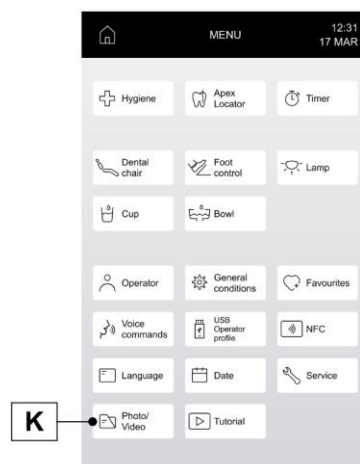 MENU
12:31
17 MAR
Hygiene
Apex
Locator
Timer
Dental
chair
Foot
control
Lamp
Cup
Bowl
Operator
General
conditions
Favourites
Voice
commands
USB
Operator
profile
NFC
Language
Date
Service
K
Photo/
Video
Tutorial